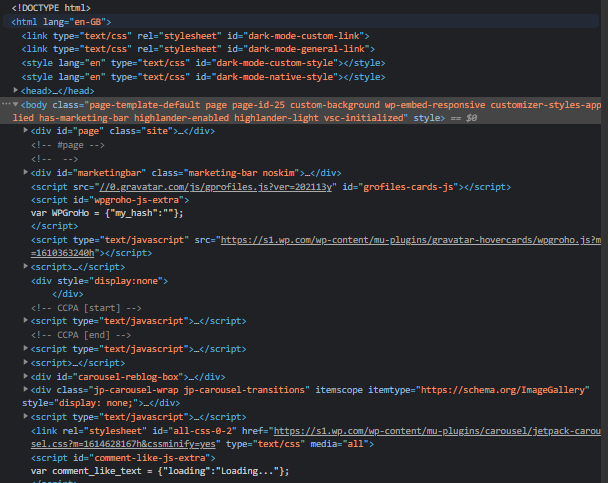 <!DOCTYPE html>
<html lang="en-GB">
<link type="text/css" rel="stylesheet" id="dark-mode-custom-link">
<link type="text/css" rel="stylesheet" id="dark-mode-general-link">
<style lang="en" type="text/css" id="dark-mode-custom-style"></style>
<style lang="en" type="text/css" id="dark-mode-native-style"></style>
<head>…</head>
<body class="page-template-default page page-id-25 custom-background wp-embed-responsive customizer-styles-app
lied has-marketing-bar highlander-enabled highlander-light vsc-initialized" style> == $0
<div id="page" class="site">…</div>
<!-- #page -->
<!--  -->
<div id="marketingbar" class="marketing-bar noskim">…</div>
<script src="//0.gravatar.com/js/gprofiles.js?ver=202113y" id="grofiles-cards-js"></script>
<script id="wpgroho-js-extra">
var WPGroHo = {"my_hash":""};
</script>
<script type="text/javascript" src="https://s1.wp.com/wp-content/mu-plugins/gravatar-hovercards/wpgroho.js?m
=1610363240h"></script>
<script>…</script>
<div style="display:none">
</div>
<!-- CCPA [start] -->
<script type="text/javascript">…</script>
<!-- CCPA [end] -->
<script type="text/javascript">…</script>
<script>…</script>
<div id="carousel-reblog-box">…</div>
<div class="jp-carousel-wrap jp-carousel-transitions" itemscope itemtype="https://schema.org/ImageGallery"
style="display: none;">…</div>
<script type="text/javascript">…</script>
<link rel="stylesheet" id="all-css-0-2" href="https://s1.wp.com/wp-content/mu-plugins/carousel/jetpack-carou
sel.css?m=1614628167h&cssminify=yes" type="text/css" media="all">
<script id="comment-like-js-extra">
var comment_like_text = {"loading":"Loading..."};